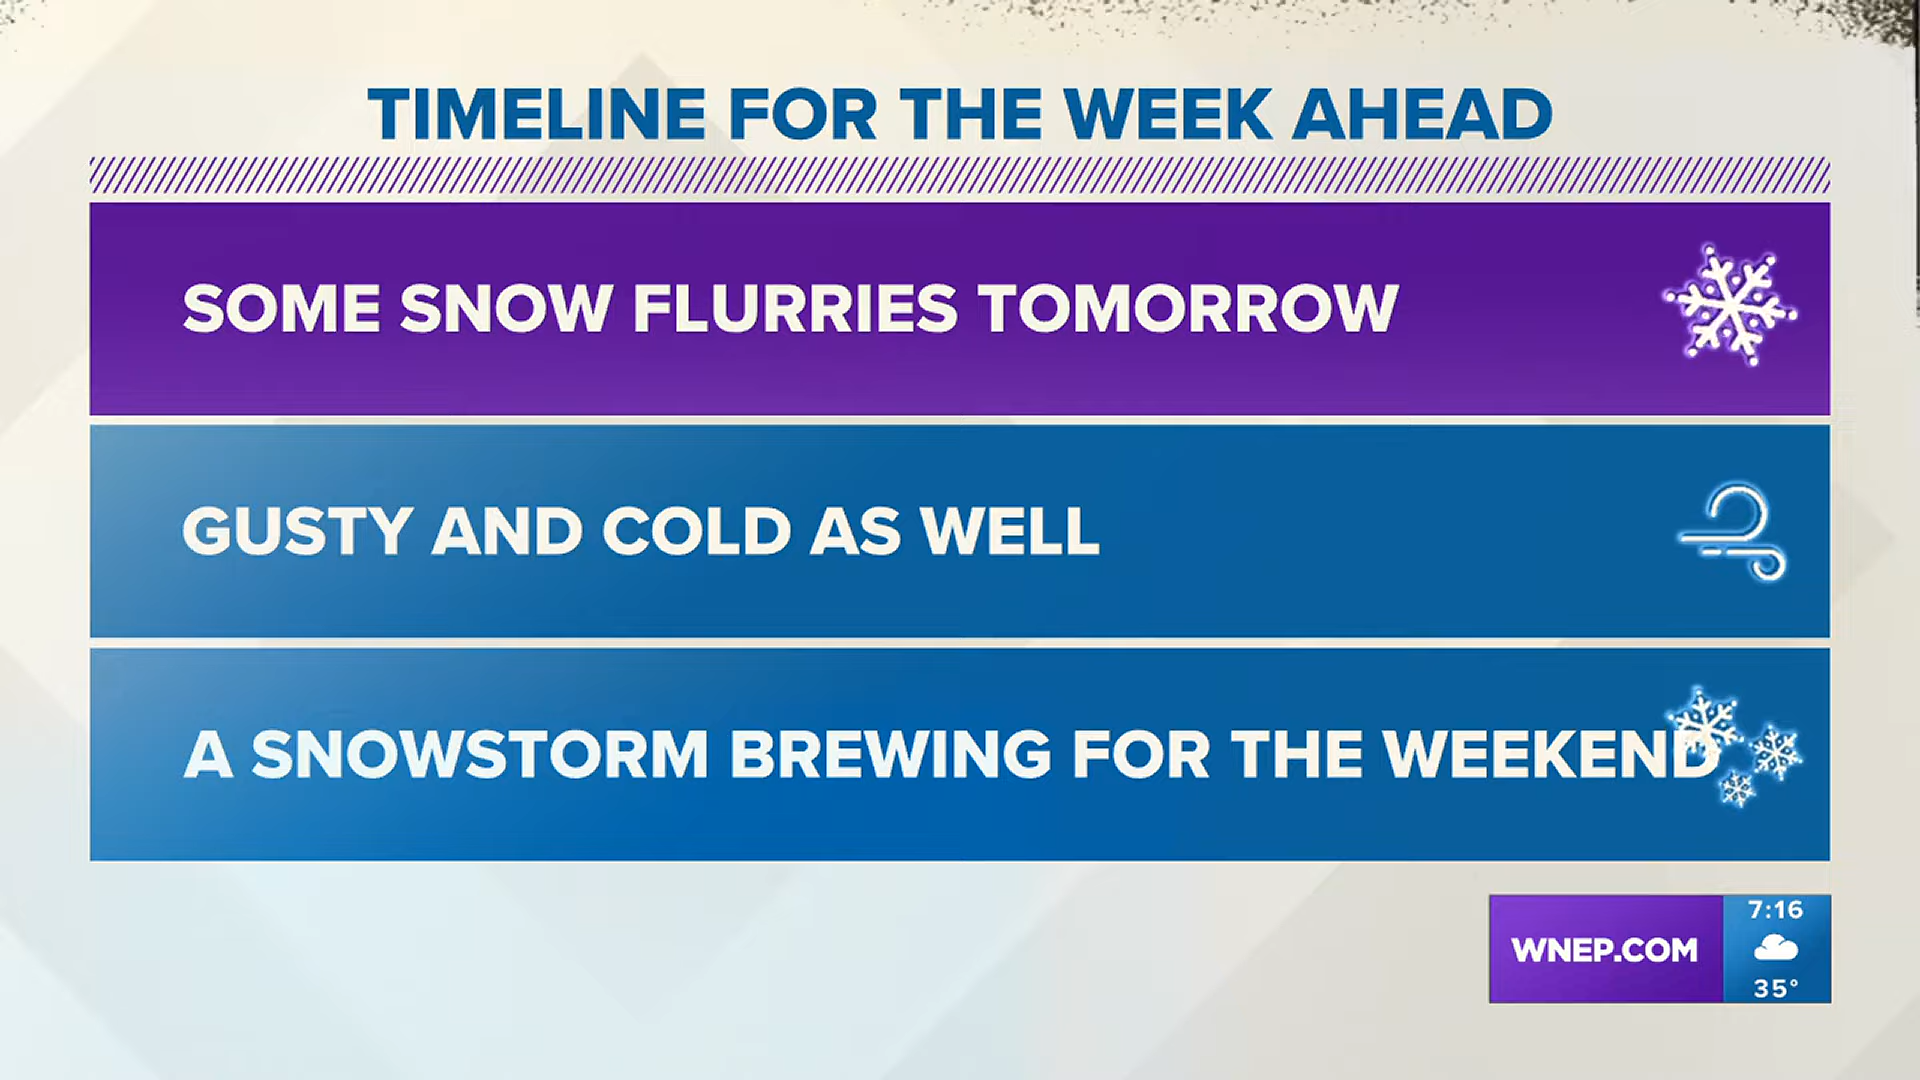 TIMELINE FOR THE WEEK AHEAD
SOME SNOW FLURRIES TOMORROW
GUSTY AND COLD AS WELL
A SNOWSTORM BREWING FOR THE WEEKEND
WNEP.COM
7:16
35°